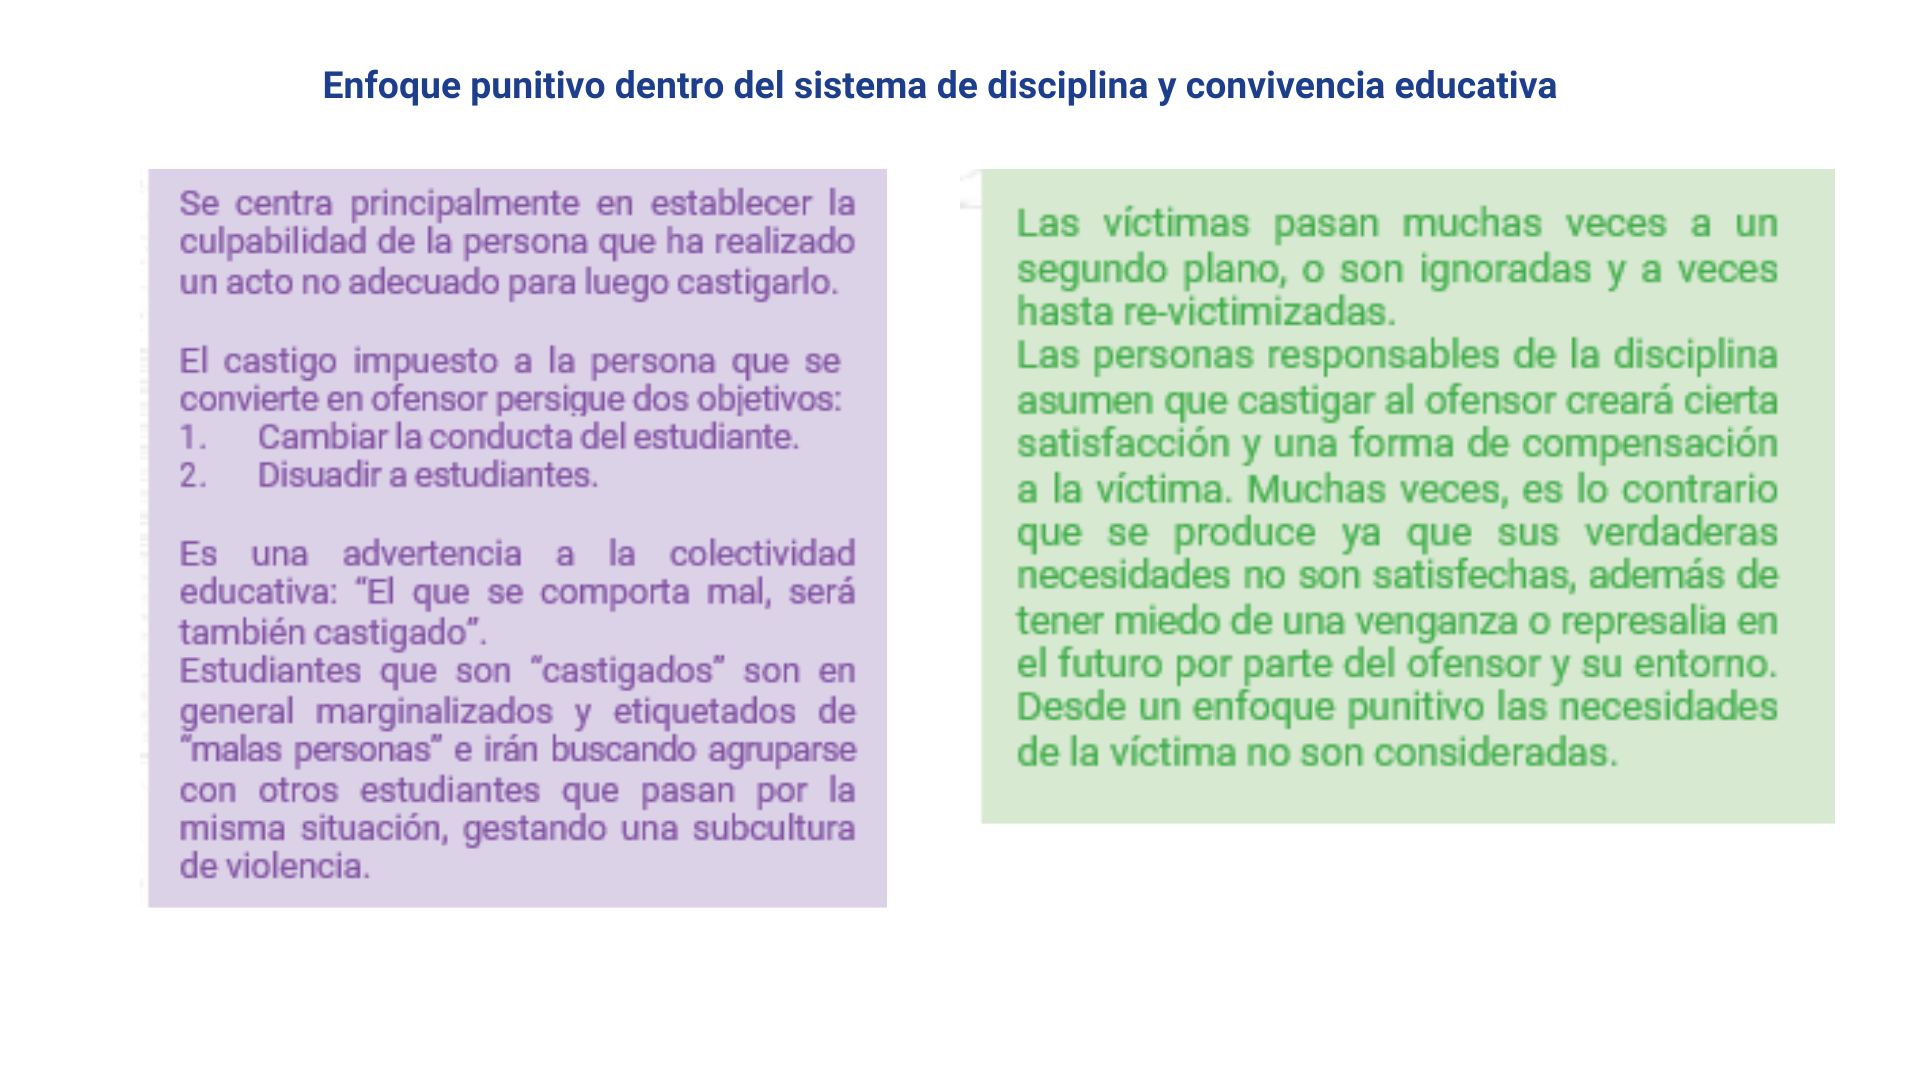 Enfoque punitivo dentro del sistema de disciplina y convivencia educativa
Se centra principalmente en establecer la
culpabilidad de la persona que ha realizado
un acto no adecuado para luego castigarlo.
El castigo impuesto a la persona que se
convierte en ofensor persigue dos objetivos:
1. Cambiar la conducta del estudiante.
2. Disuadir a estudiantes.
Es una advertencia a la colectividad
educativa: “El que se comporta mal, será
también castigado”.
Estudiantes que son “castigados” son en
general marginalizados y etiquetados de
“malas personas” e irán buscando agruparse
con otros estudiantes que pasan por la
misma situación, gestando una subcultura
de violencia.
Las víctimas pasan muchas veces a un
segundo plano, o son ignoradas y a veces
hasta re-victimizadas.
Las personas responsables de la disciplina
asumen que castigar al ofensor creará cierta
satisfacción y una forma de compensación
a la víctima. Muchas veces, es lo contrario
que se produce ya que sus verdaderas
necesidades no son satisfechas, además de
tener miedo de una venganza o represalia en
el futuro por parte del ofensor y su entorno.
Desde un enfoque punitivo las necesidades
de la víctima no son consideradas.